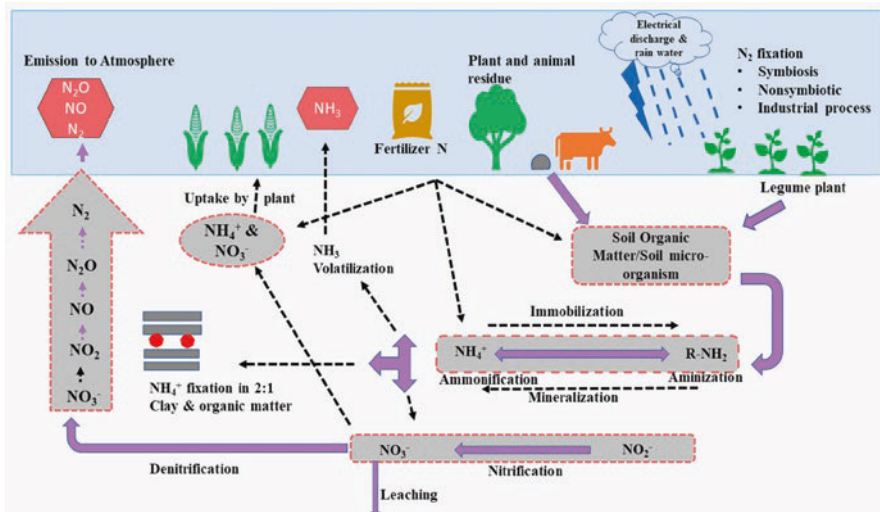 Emission to Atmosphere
N₂O
NO
N₂
NH₃
Fertilizer N
Plant and animal
residue
Electrical
discharge &
rain water
N₂ fixation
• Symbiosis
• Nonsymbiotic
• Industrial process
Legume plant
Uptake by plant
NH₄⁺ &
NO₃⁻
NH₃
Volatilization
Soil Organic
Matter/Soil micro-
organism
N₂
N₂O
NO
NO₂
NO₃⁻
NH₄⁺ fixation in 2:1
Clay & organic matter
Immobilization
NH₄⁺
R-NH₂
Ammonification
Aminization
Mineralization
NO₃⁻
NO₂⁻
Denitrification
Nitrification
Leaching